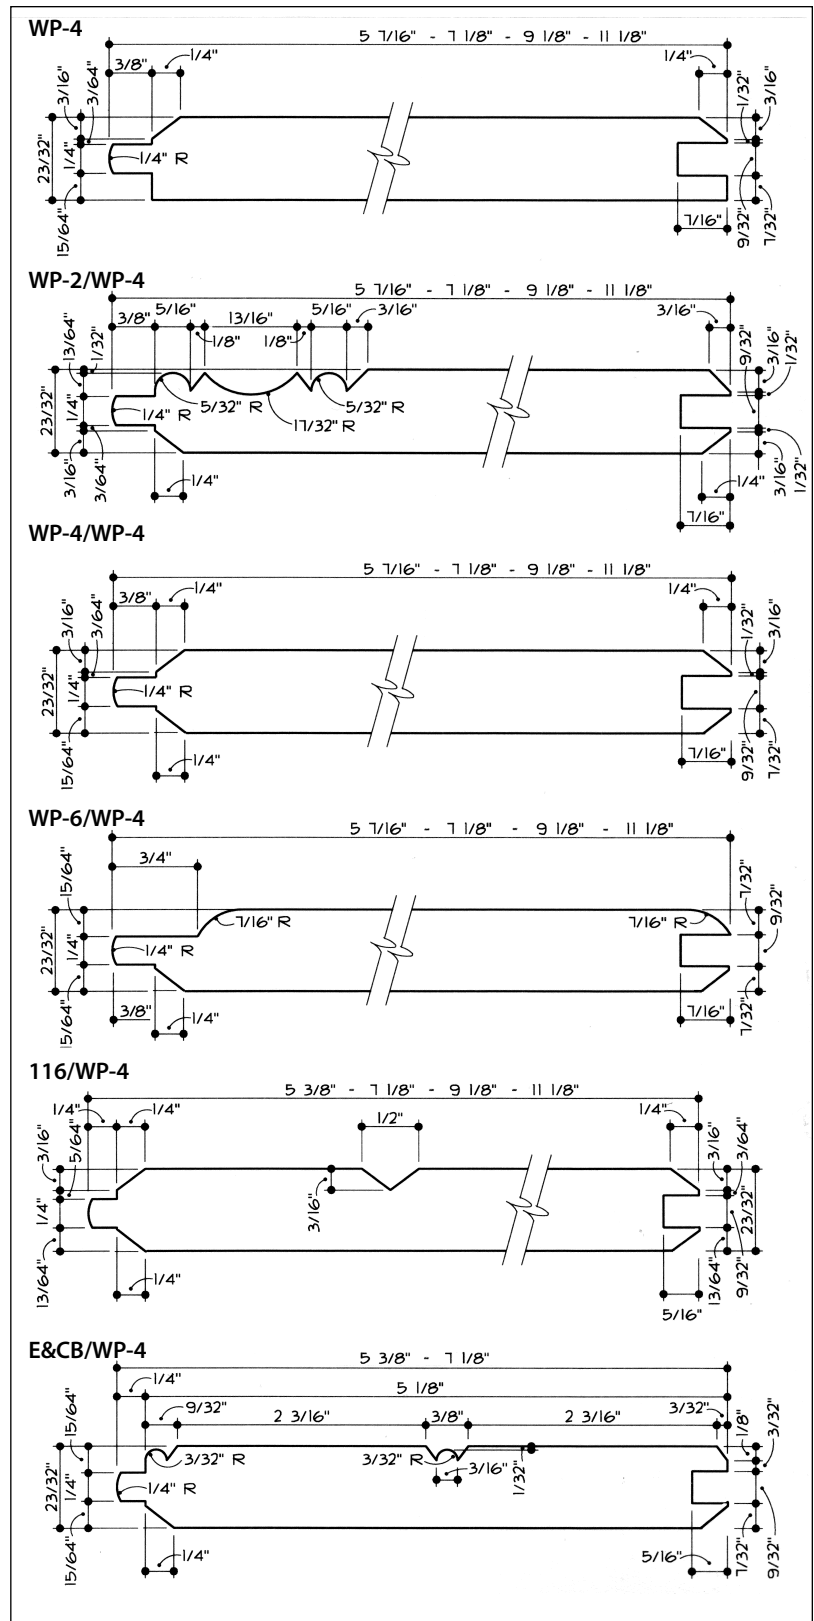 WP-4
5 7/16" - 7 1/8" - 9 1/8" - 11 1/8"
3/8" 1/4" 1/4"
3/16" 3/64" 1/32" 3/16"
23/32" 1/4" 1/4" R
15/64" 7/16" 9/32" 7/32"
WP-2/WP-4
5 7/16" - 7 1/8" - 9 1/8" - 11 1/8"
3/8" 5/16" 13/16" 5/16" 3/16" 3/16"
1/8" 1/8"
13/64" 1/32" 9/32" 3/16" 1/32"
23/32" 1/4" 1/4" R 5/32" R 17/32" R 5/32" R
3/16" 3/64" 1/4" 1/4" 3/16" 1/32"
7/16"
WP-4/WP-4
5 7/16" - 7 1/8" - 9 1/8" - 11 1/8"
3/8" 1/4" 1/4"
3/16" 3/64" 1/32" 3/16"
23/32" 1/4" 1/4" R
15/64" 1/4" 7/16" 9/32" 7/32"
WP-6/WP-4
5 7/16" - 7 1/8" - 9 1/8" - 11 1/8"
3/4"
15/64" 7/32" 9/32"
7/16" R 7/16" R
23/32" 1/4" 1/4" R
15/64" 3/8" 1/4" 7/16" 7/32"
116/WP-4
5 3/8" - 7 1/8" - 9 1/8" - 11 1/8"
1/4" 1/4" 1/2" 1/4"
3/16" 5/64" 3/16" 3/64"
1/4" 3/16" 23/32"
13/64" 1/4" 5/16" 13/64" 9/32"
E&CB/WP-4
5 3/8" - 7 1/8"
1/4" 5 1/8"
9/32" 2 3/16" 3/8" 2 3/16" 3/32"
15/64" 1/8" 3/32"
3/32" R 3/32" R 3/16" 1/32"
23/32" 1/4" 1/4" R
15/64" 1/4" 5/16" 7/32" 9/32"